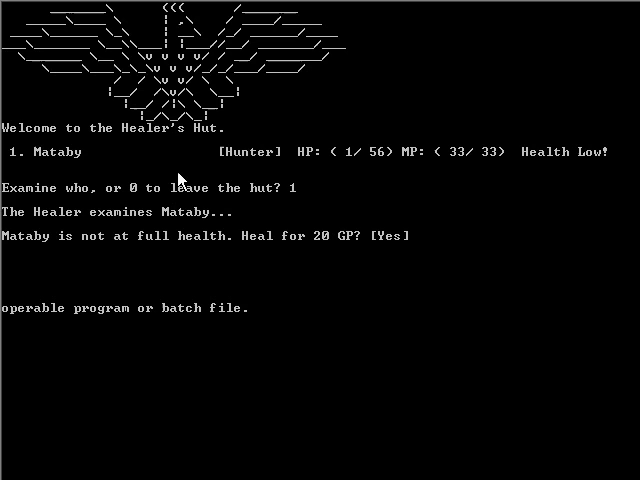 Welcome to the Healer's Hut.
1. Mataby [Hunter] HP: ( 1/ 56) MP: ( 33/ 33) Health Low!
Examine who, or 0 to leave the hut? 1
The Healer examines Mataby...
Mataby is not at full health. Heal for 20 GP? [Yes]
operable program or batch file.